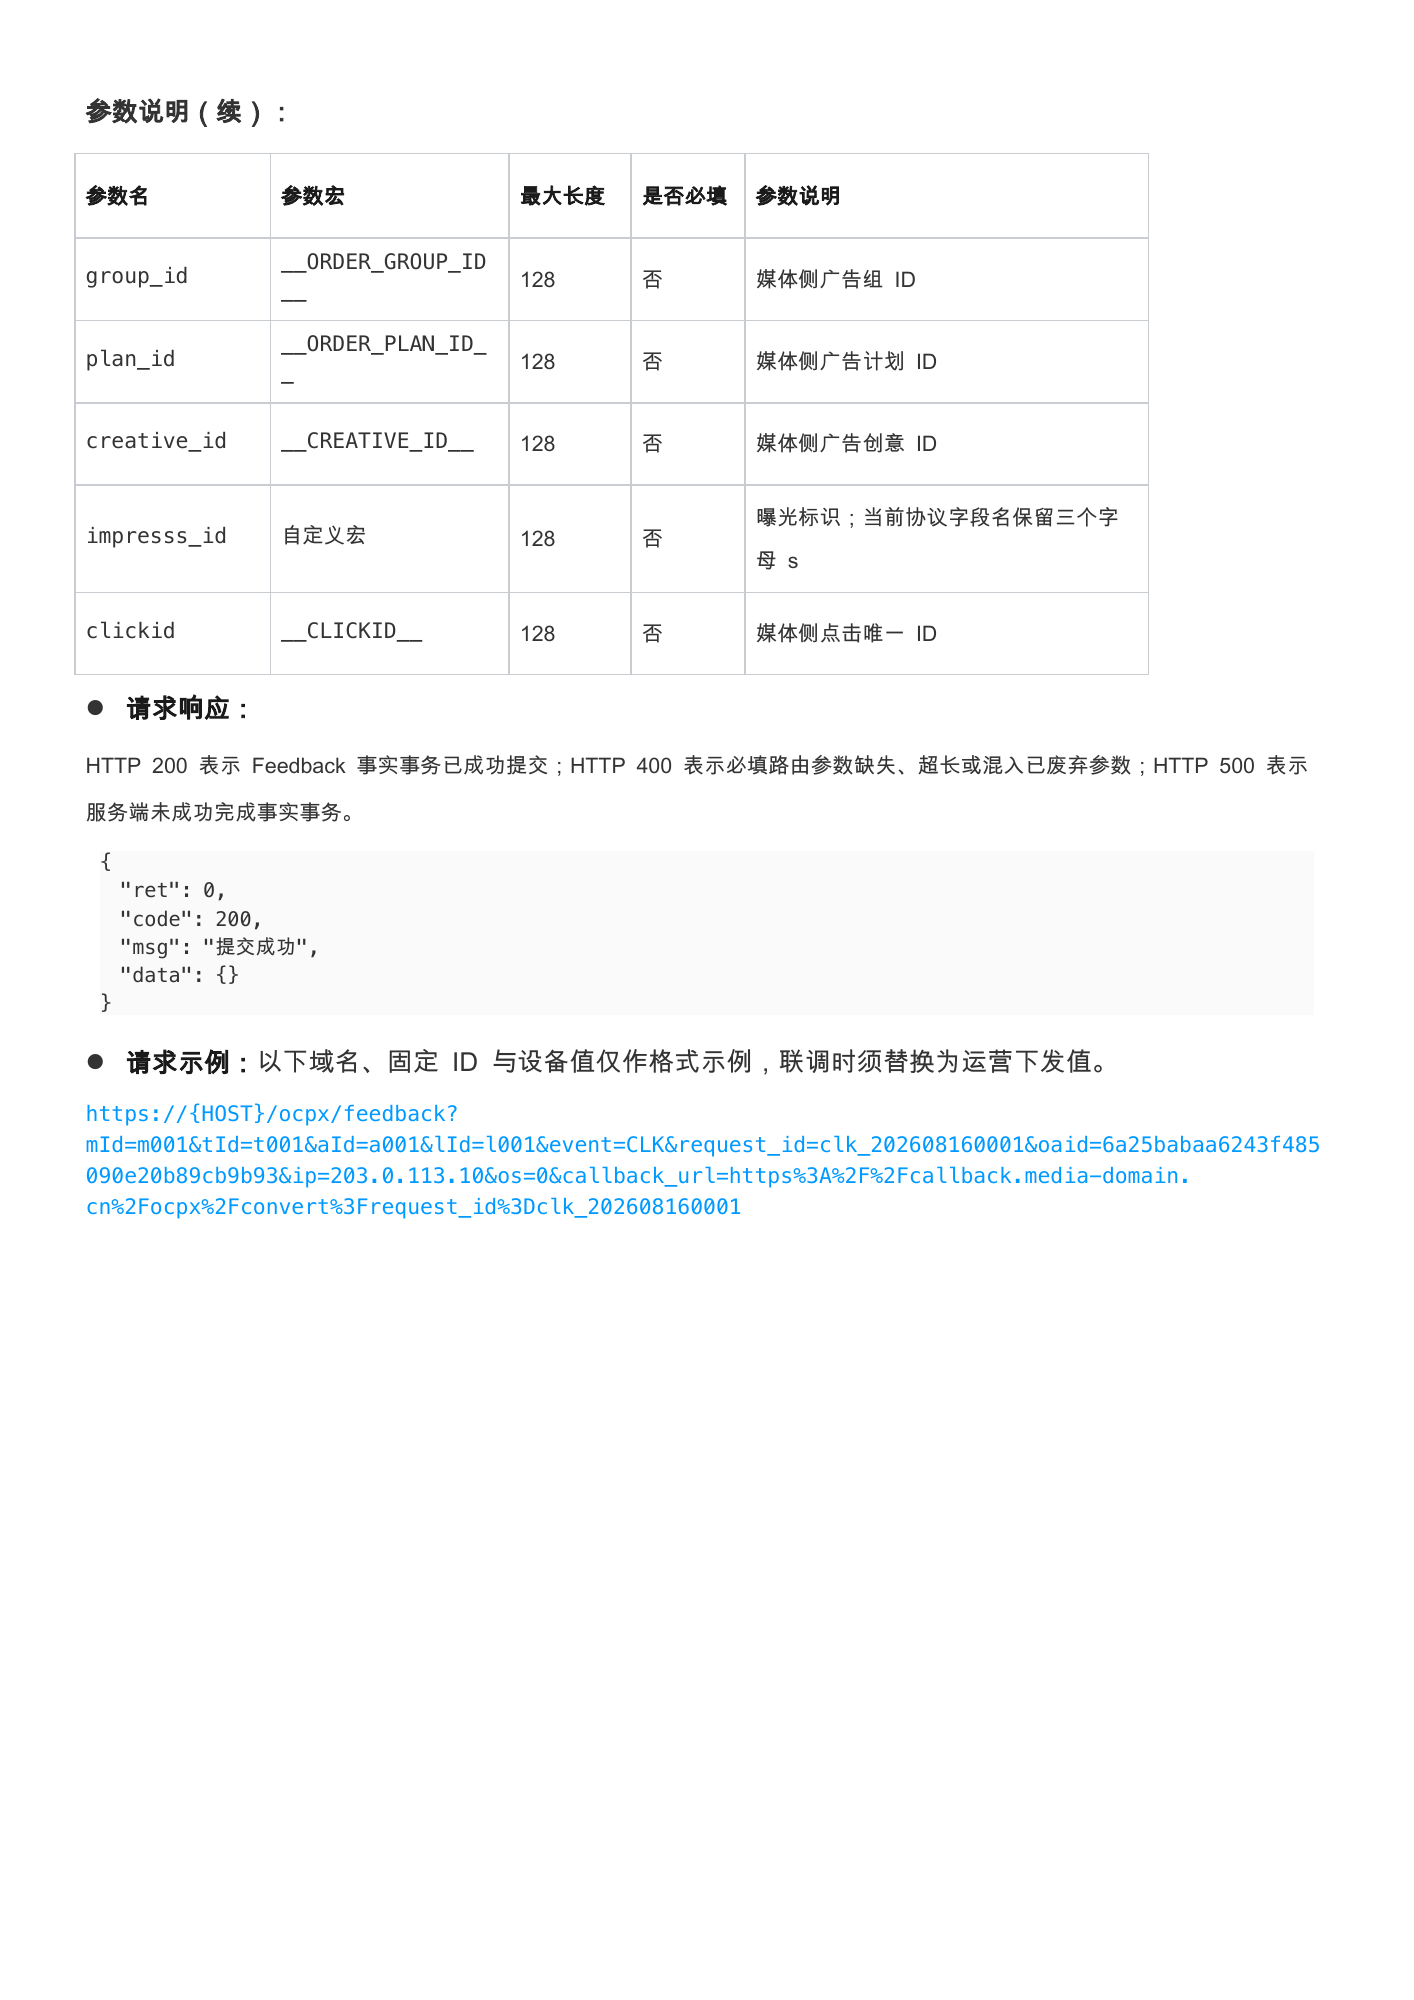 参数说明（续）：
参数名 参数宏 最大长度 是否必填 参数说明
group_id __ORDER_GROUP_ID__ 128 否 媒体侧广告组 ID
plan_id __ORDER_PLAN_ID__ 128 否 媒体侧广告计划 ID
creative_id __CREATIVE_ID__ 128 否 媒体侧广告创意 ID
impresss_id 自定义宏 128 否 曝光标识；当前协议字段名保留三个字母 s
clickid __CLICKID__ 128 否 媒体侧点击唯一 ID
● 请求响应：
HTTP 200 表示 Feedback 事实事务已成功提交；HTTP 400 表示必填路由参数缺失、超长或混入已废弃参数；HTTP 500 表示
服务端未成功完成事实事务。
{
"ret": 0,
"code": 200,
"msg": "提交成功",
"data": {}
}
● 请求示例：以下域名、固定 ID 与设备值仅作格式示例，联调时须替换为运营下发值。
https://{HOST}/ocpx/feedback?
mId=m001&tId=t001&aId=a001&lId=l001&event=CLK&request_id=clk_202608160001&oaid=6a25babaa6243f485
090e20b89cb9b93&ip=203.0.113.10&os=0&callback_url=https%3A%2F%2Fcallback.media-domain.
cn%2Focpx%2Fconvert%3Frequest_id%3Dclk_202608160001